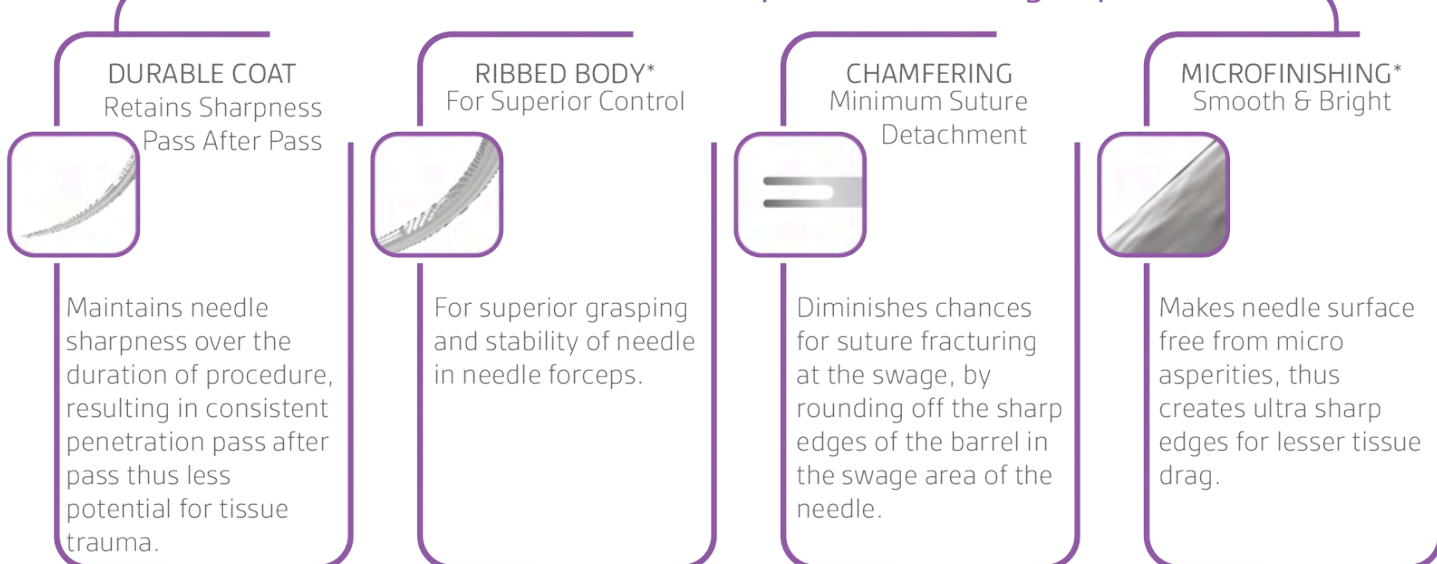 DURABLE COAT
Retains Sharpness
Pass After Pass
Maintains needle
sharpness over the
duration of procedure,
resulting in consistent
penetration pass after
pass thus less
potential for tissue
trauma.
RIBBED BODY*
For Superior Control
For superior grasping
and stability of needle
in needle forceps.
CHAMFERING
Minimum Suture
Detachment
Diminishes chances
for suture fracturing
at the swage, by
rounding off the sharp
edges of the barrel in
the swage area of the
needle.
MICROFINISHING*
Smooth & Bright
Makes needle surface
free from micro
asperities, thus
creates ultra sharp
edges for lesser tissue
drag.